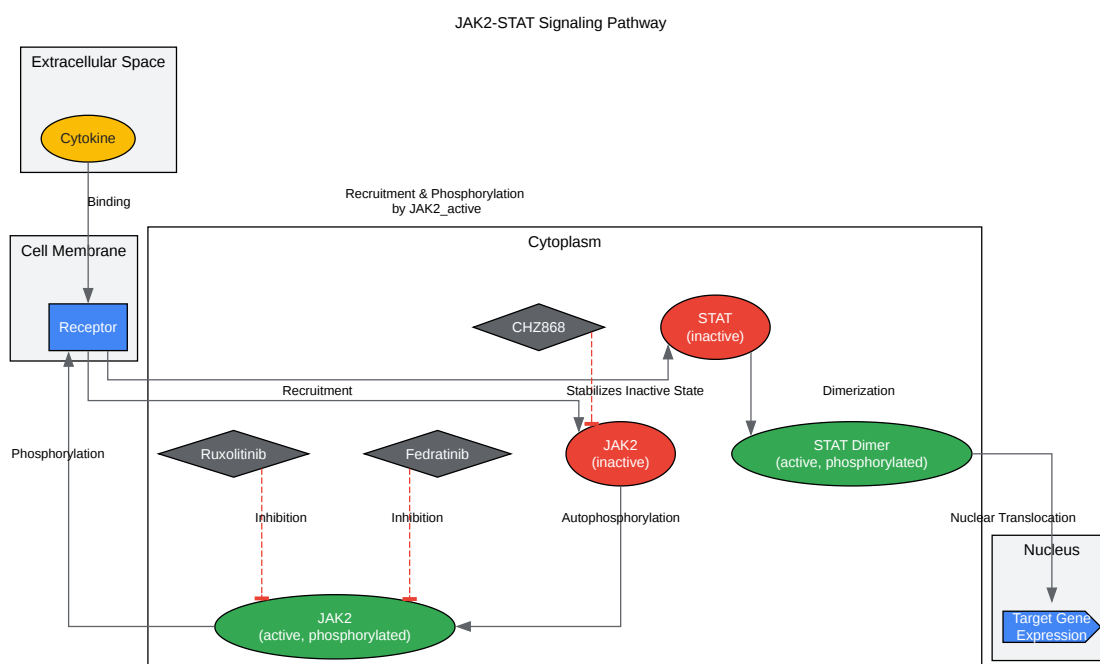 JAK2-STAT Signaling Pathway
Extracellular Space
Cytokine
Binding
Recruitment & Phosphorylation
by JAK2_active
Cell Membrane
Cytoplasm
Receptor
CHZ868
STAT
(inactive)
Recruitment
Stabilizes Inactive State
Dimerization
Phosphorylation
Ruxolitinib
Fedratinib
JAK2
(inactive)
STAT Dimer
(active, phosphorylated)
Inhibition
Inhibition
Autophosphorylation
Nuclear Translocation
Nucleus
JAK2
(active, phosphorylated)
Target Gene
Expression